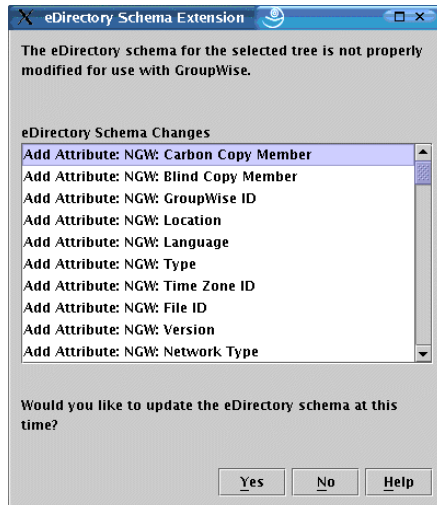 eDirectory Schema Extension
The eDirectory schema for the selected tree is not properly
modified for use with GroupWise.
eDirectory Schema Changes
Add Attribute: NGW: Carbon Copy Member
Add Attribute: NGW: Blind Copy Member
Add Attribute: NGW: GroupWise ID
Add Attribute: NGW: Location
Add Attribute: NGW: Language
Add Attribute: NGW: Type
Add Attribute: NGW: Time Zone ID
Add Attribute: NGW: File ID
Add Attribute: NGW: Version
Add Attribute: NGW: Network Type
Would you like to update the eDirectory schema at this
time?
Yes No Help